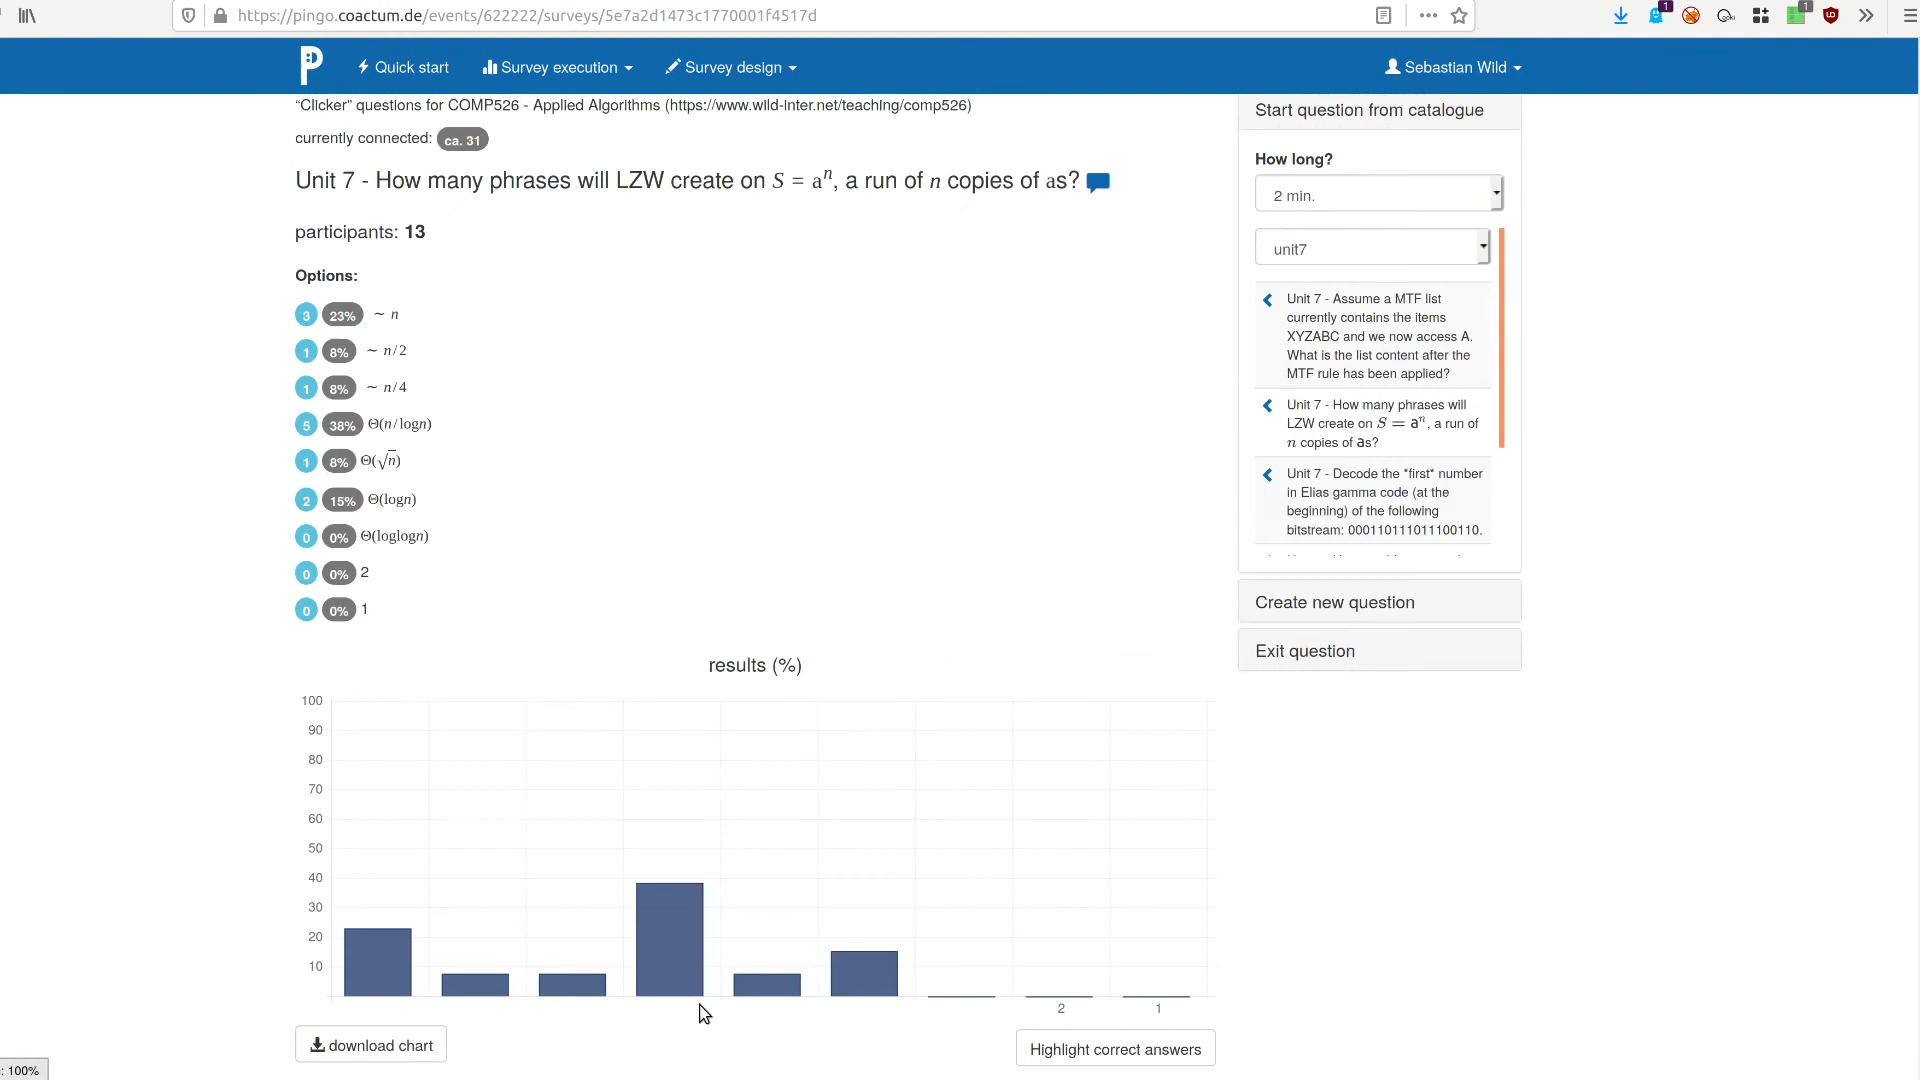 https://pingo.coactum.de/events/622222/surveys/5e7a2d1473c1770001f4517d
1
1
Quick start
Survey execution
Survey design
Sebastian Wild
“Clicker” questions for COMP526 - Applied Algorithms (https://www.wild-inter.net/teaching/comp526)
currently connected: ca. 31
Unit 7 - How many phrases will LZW create on S = aⁿ, a run of n copies of as?
participants: 13
Options:
3 23% ∼ n
1 8% ∼ n/2
1 8% ∼ n/4
5 38% Θ(n/logn)
1 8% Θ(√n)
2 15% Θ(logn)
0 0% Θ(loglogn)
0 0% 2
0 0% 1
results (%)
100
90
80
70
60
50
40
30
20
10
2
1
download chart
Highlight correct answers
Start question from catalogue
How long?
2 min.
unit7
Unit 7 - Assume a MTF list
currently contains the items
XYZABC and we now access A.
What is the list content after the
MTF rule has been applied?
Unit 7 - How many phrases will
LZW create on S = aⁿ, a run of
n copies of as?
Unit 7 - Decode the *first* number
in Elias gamma code (at the
beginning) of the following
bitstream: 000110111011100110.
Create new question
Exit question
: 100%